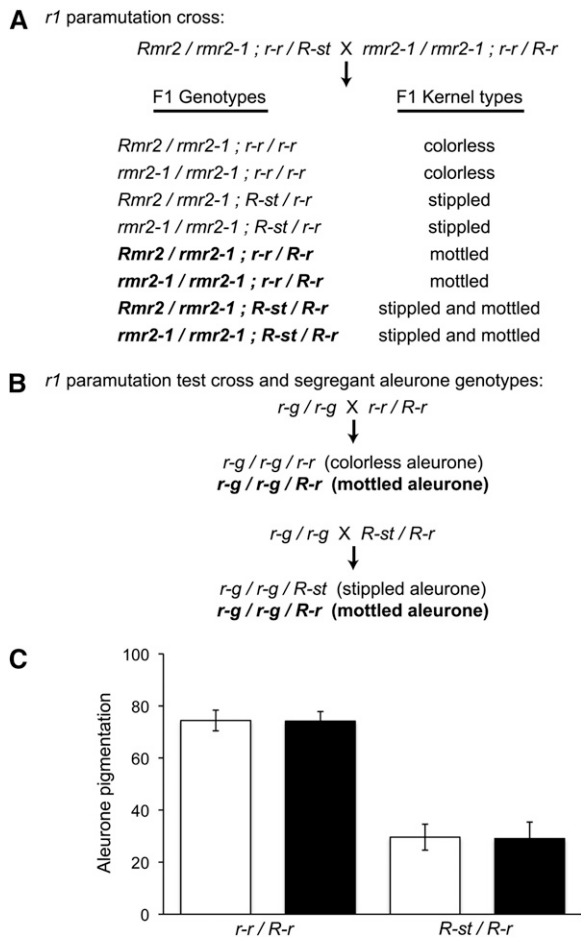 A r1 paramutation cross:
Rmr2 / rmr2-1 ; r-r / R-st X rmr2-1 / rmr2-1 ; r-r / R-r
F1 Genotypes F1 Kernel types
Rmr2 / rmr2-1 ; r-r / r-r colorless
rmr2-1 / rmr2-1 ; r-r / r-r colorless
Rmr2 / rmr2-1 ; R-st / r-r stippled
rmr2-1 / rmr2-1 ; R-st / r-r stippled
Rmr2 / rmr2-1 ; r-r / R-r mottled
rmr2-1 / rmr2-1 ; r-r / R-r mottled
Rmr2 / rmr2-1 ; R-st / R-r stippled and mottled
rmr2-1 / rmr2-1 ; R-st / R-r stippled and mottled
B r1 paramutation test cross and segregant aleurone genotypes:
r-g / r-g X r-r / R-r
r-g / r-g / r-r (colorless aleurone)
r-g / r-g / R-r (mottled aleurone)
r-g / r-g X R-st / R-r
r-g / r-g / R-st (stippled aleurone)
r-g / r-g / R-r (mottled aleurone)
C
Aleurone pigmentation
100
80
60
40
20
0
r-r / R-r R-st / R-r